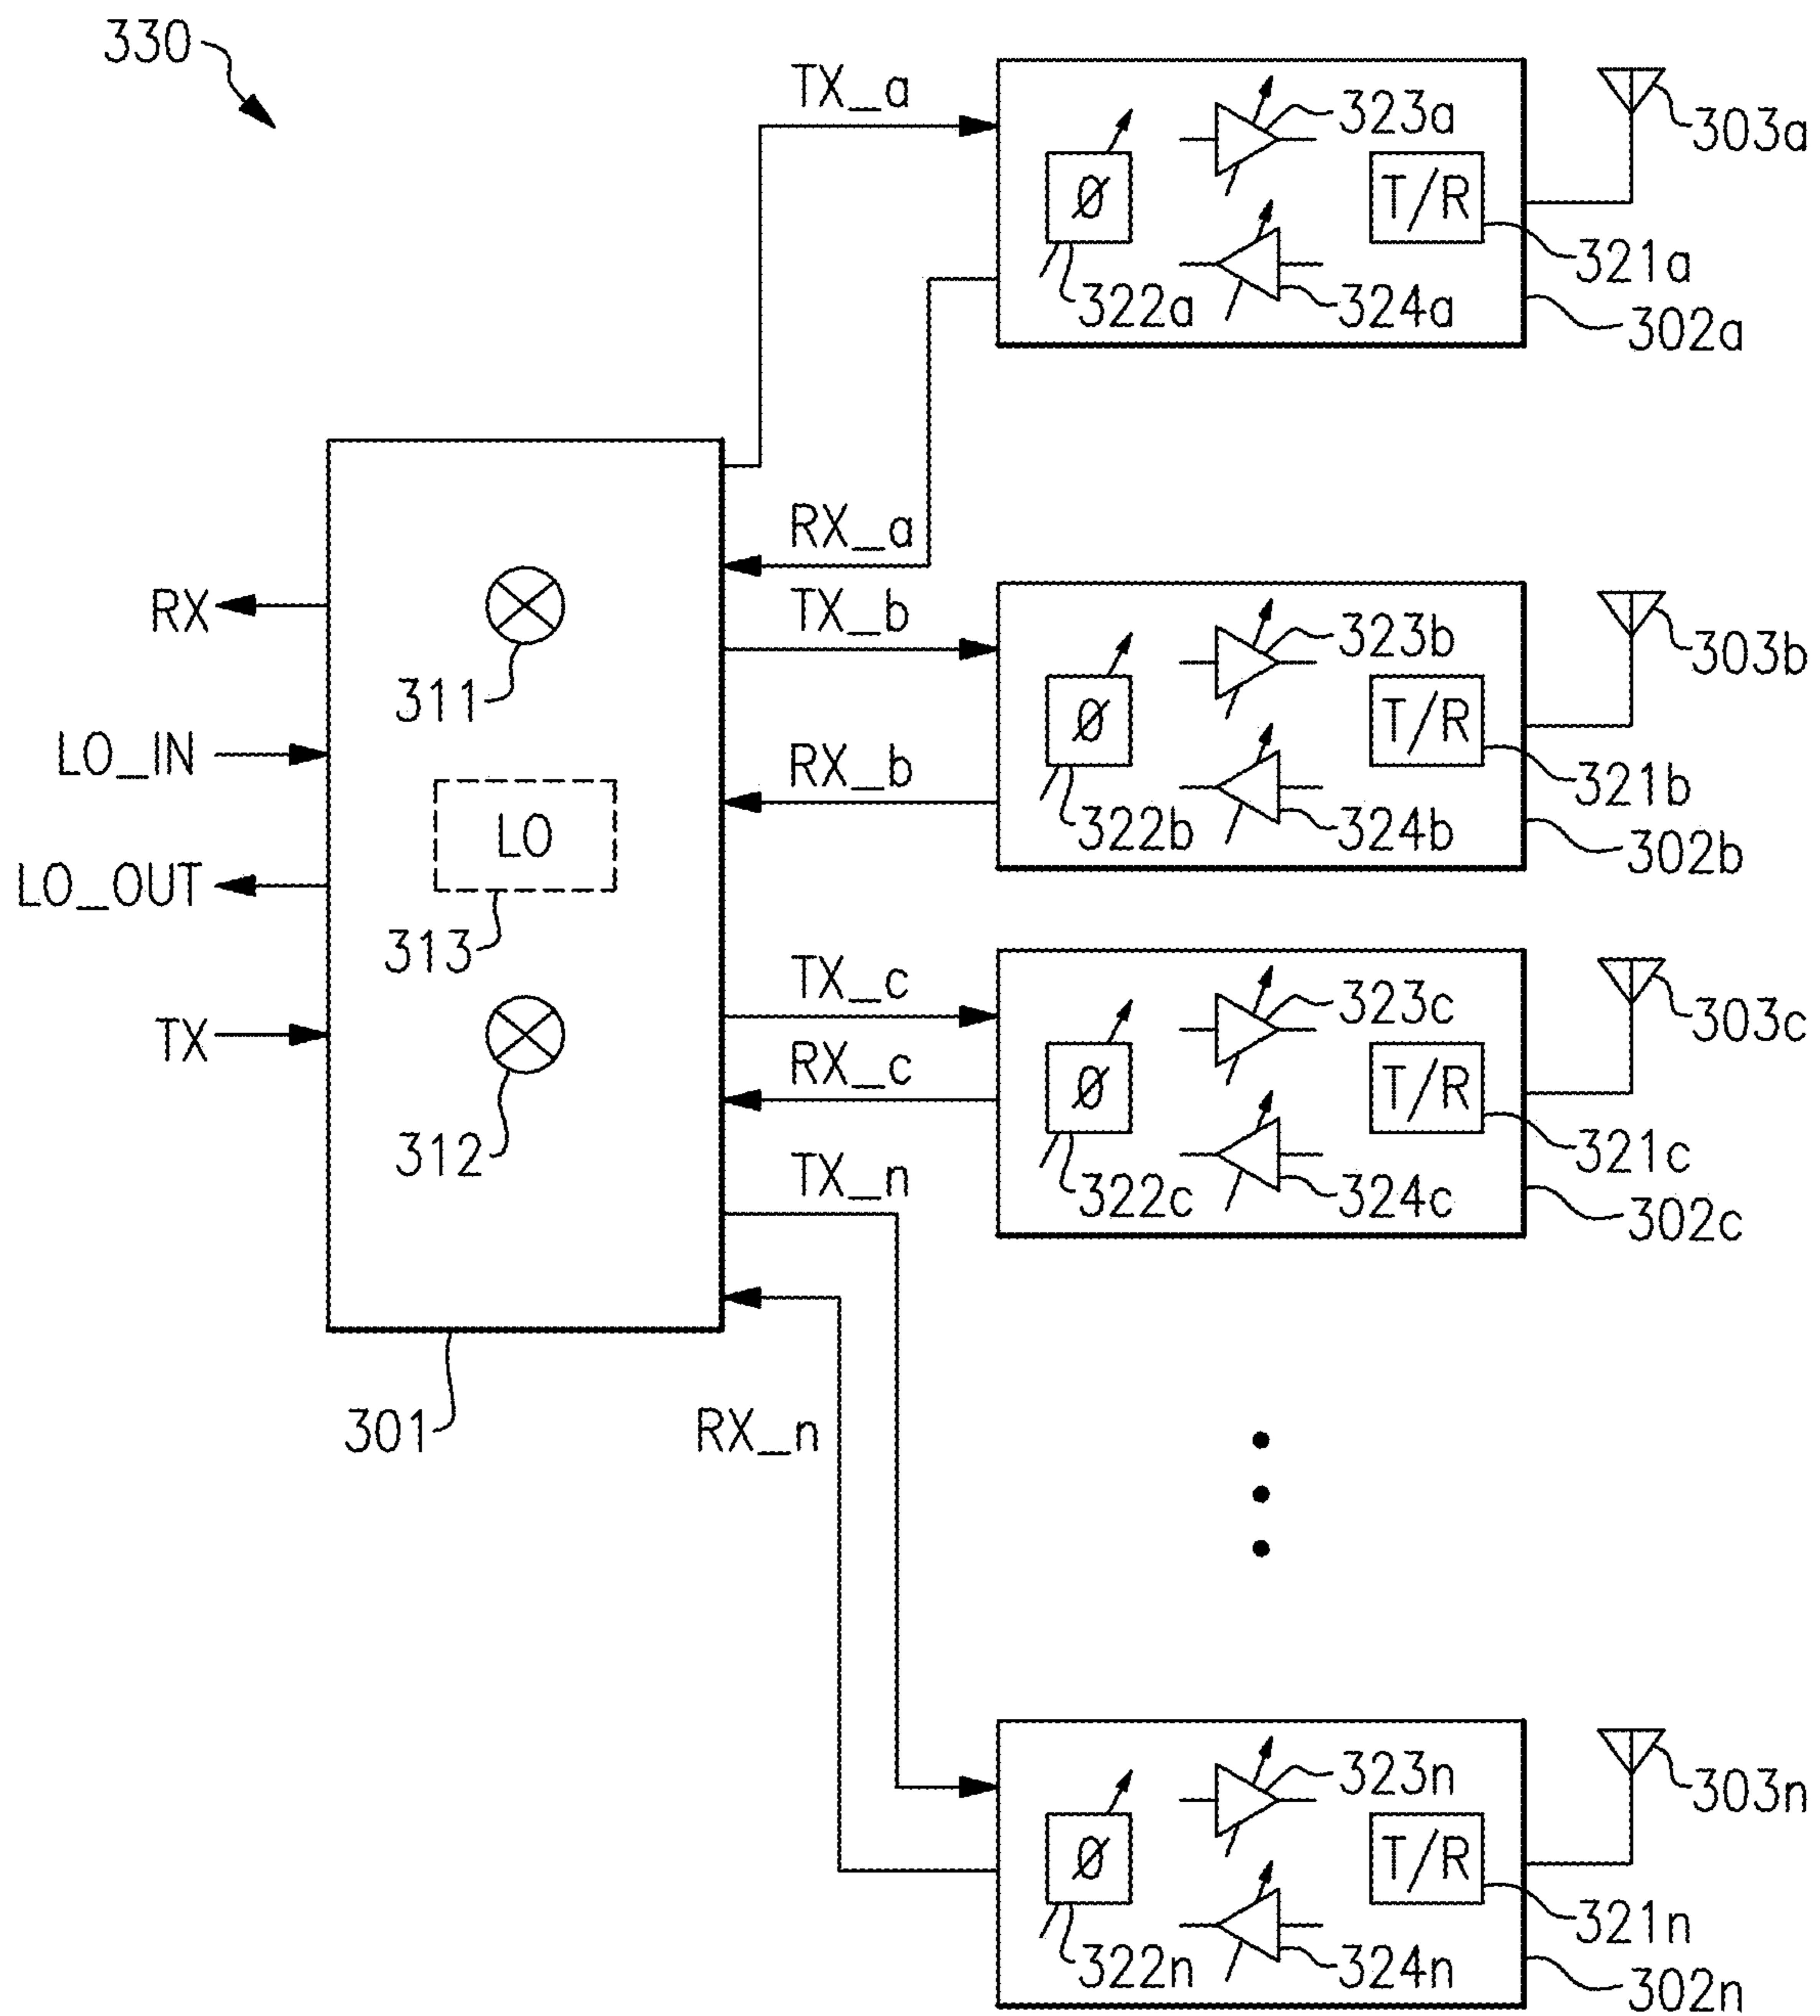 330
TX_a
323a
303a
Ø
T/R
321a
322a
324a
302a
RX_a
RX
311
LO_IN
LO
LO_OUT
313
TX
312
301
TX_b
323b
303b
Ø
T/R
RX_b
321b
322b
324b
302b
TX_c
323c
303c
RX_c
Ø
T/R
321c
322c
324c
302c
TX_n
RX_n
323n
303n
Ø
T/R
321n
322n
324n
302n